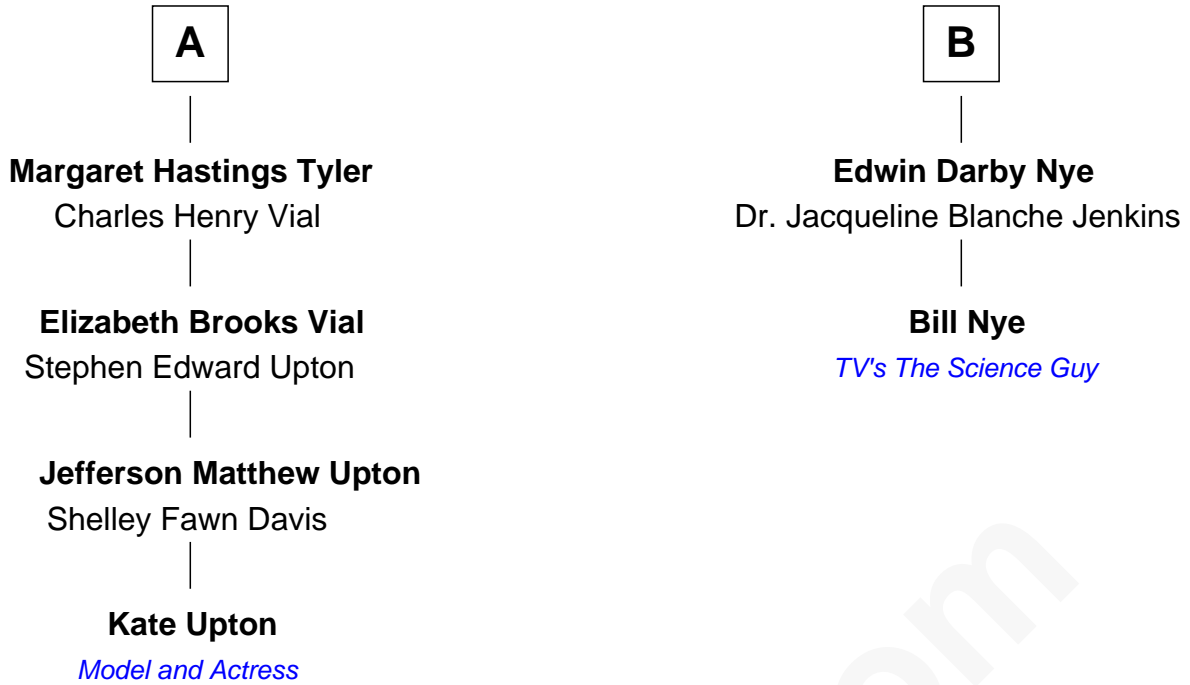 A
Margaret Hastings Tyler
Charles Henry Vial
Elizabeth Brooks Vial
Stephen Edward Upton
Jefferson Matthew Upton
Shelley Fawn Davis
Kate Upton
Model and Actress
B
Edwin Darby Nye
Dr. Jacqueline Blanche Jenkins
Bill Nye
TV's The Science Guy
om